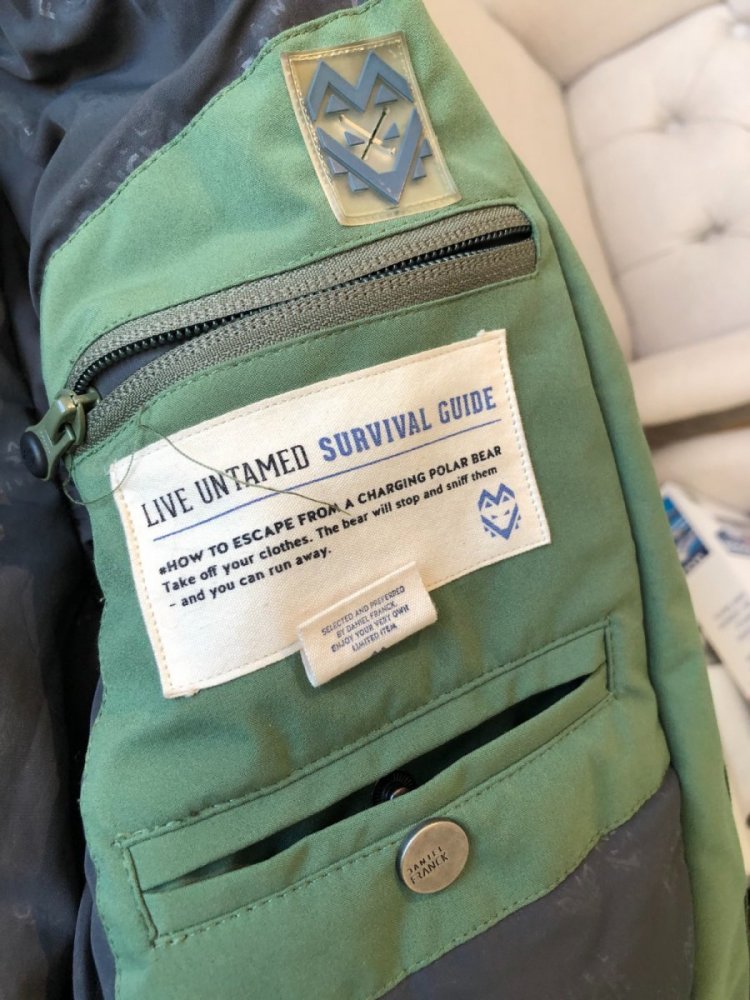 LIVE UNTAMED SURVIVAL GUIDE
*HOW TO ESCAPE FROM A CHARGING POLAR BEAR
Take off your clothes. The bear will stop and sniff them
– and you can run away.
SELECTED AND PREFERRED
BY DANIEL FRANCK.
ENJOY YOUR VERY OWN
LIMITED ITEM
DANIEL
FRANCK